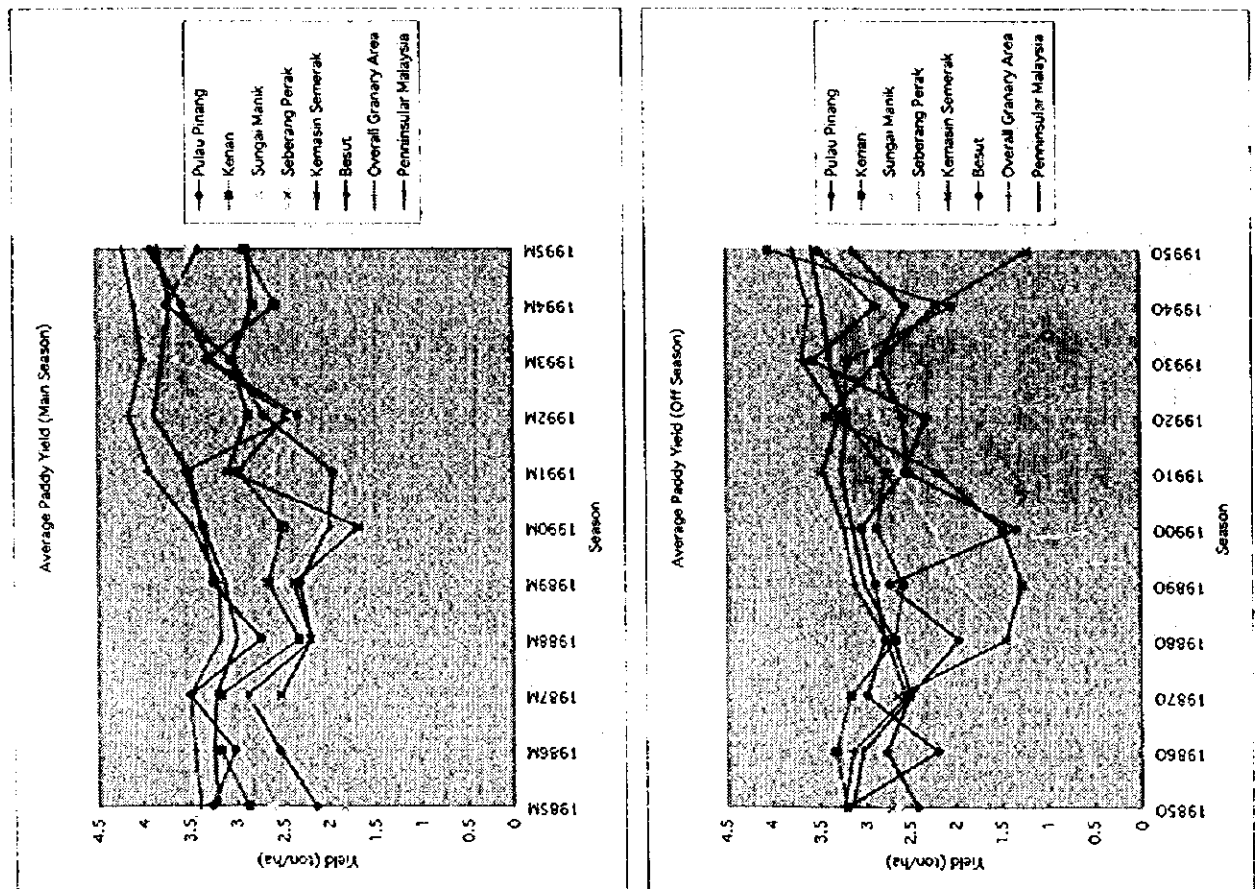 Average Paddy Yield (Main Season)
Yield (ton/ha)
4.5
4
3.5
3
2.5
2
1.5
1
0.5
0
1985M
1986M
1987M
1988M
1989M
1990M
1991M
1992M
1993M
1994M
1995M
Season
Pulau Pinang
Kerian
Sungai Manik
Seberang Perak
Kemasin Semerak
Besut
Overall Granary Area
Penninsular Malaysia
Average Paddy Yield (Off Season)
Yield (ton/ha)
4.5
4
3.5
3
2.5
2
1.5
1
0.5
0
1985O
1986O
1987O
1988O
1989O
1990O
1991O
1992O
1993O
1994O
1995O
Season
Pulau Pinang
Kerian
Sungai Manik
Seberang Perak
Kemasin Semerak
Besut
Overall Granary Area
Penninsular Malaysia